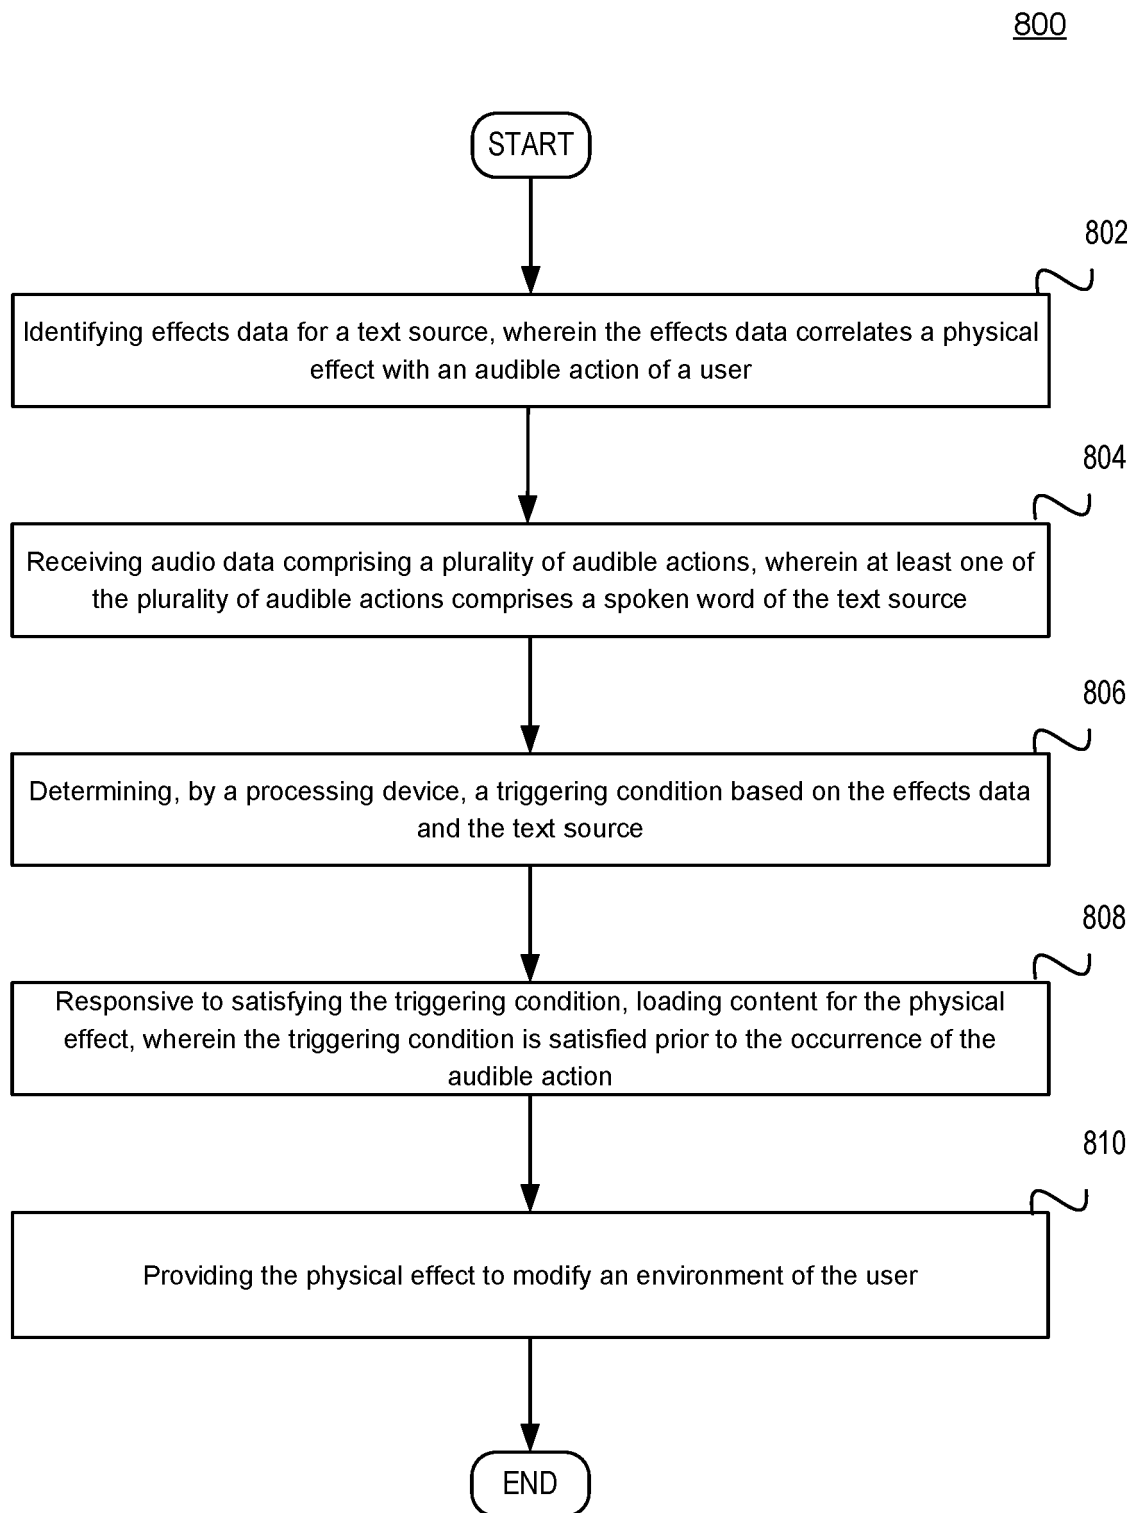 800
START
802
Identifying effects data for a text source, wherein the effects data correlates a physical
effect with an audible action of a user
804
Receiving audio data comprising a plurality of audible actions, wherein at least one of
the plurality of audible actions comprises a spoken word of the text source
806
Determining, by a processing device, a triggering condition based on the effects data
and the text source
808
Responsive to satisfying the triggering condition, loading content for the physical
effect, wherein the triggering condition is satisfied prior to the occurrence of the
audible action
810
Providing the physical effect to modify an environment of the user
END